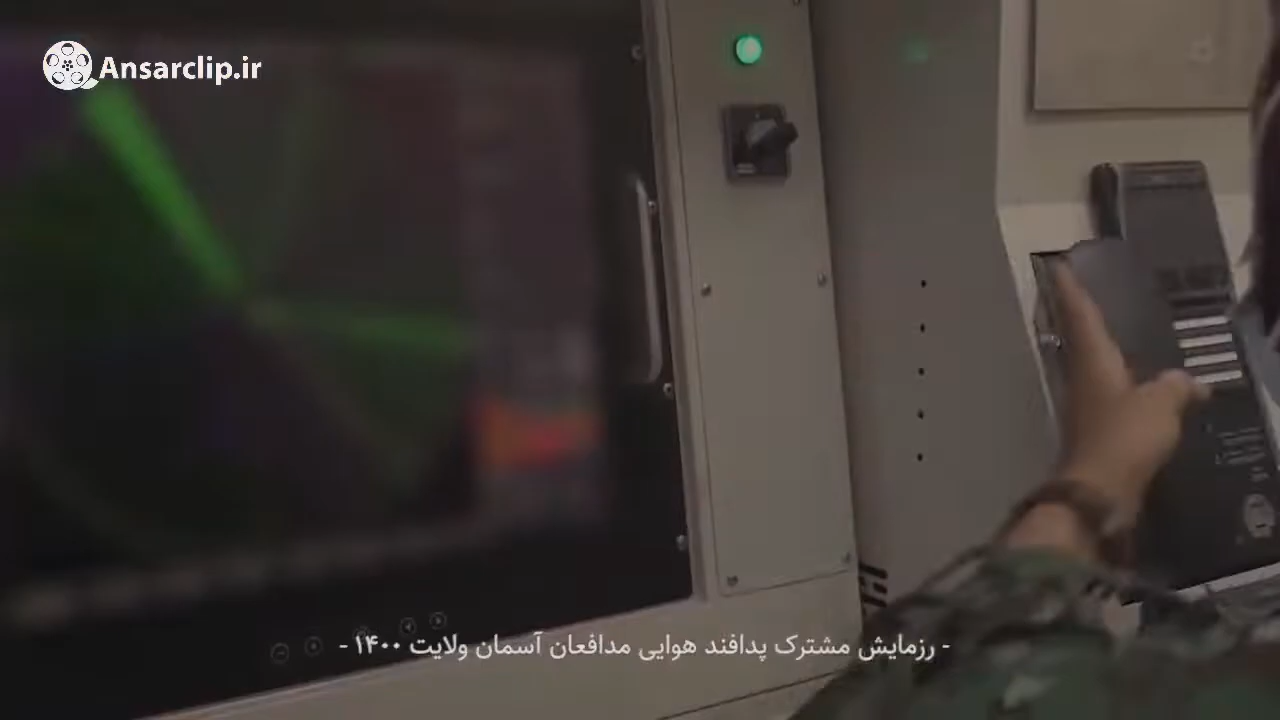 Ansarclip.ir
- رزمایش مشترک پدافند هوایی مدافعان آسمان ولایت ۱۴۰۰ -